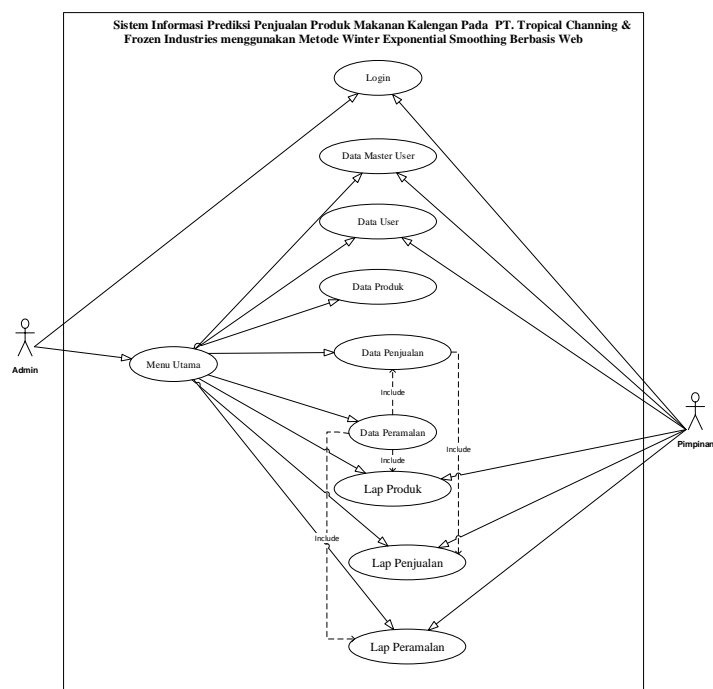 Sistem Informasi Prediksi Penjualan Produk Makanan Kalengan Pada PT. Tropical Channing &
Frozen Industries menggunakan Metode Winter Exponential Smoothing Berbasis Web
Login
Data Master User
Data User
Data Produk
Admin
Menu Utama
Data Penjualan
Include
Data Peramalan
Pimpinan
Include
Include
Lap Produk
Include
Lap Penjualan
Lap Peramalan